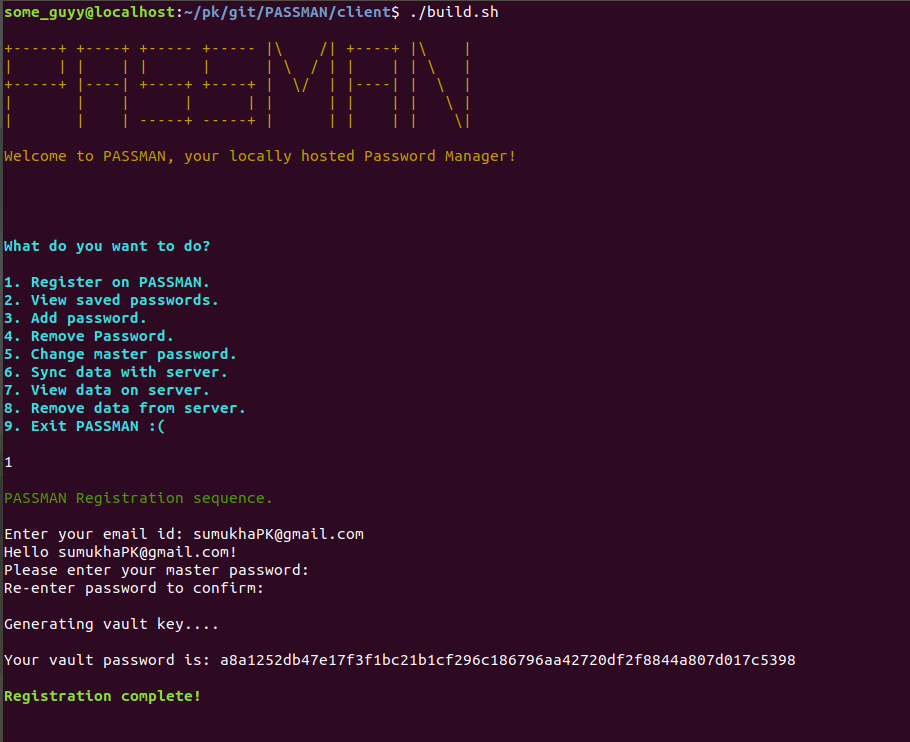 some_guyy@localhost:~/pk/git/PASSMAN/client$ ./build.sh
+-----+ +----+ +----- +----- |\    /| +----+ |\    |
|     | |    | |      |      | \  / | |    | | \   |
+-----+ |----| +----+ +----+ |  \/  | |----| |  \  |
|       |    |      |      | |      | |    | |   \ |
|       |    | -----+ -----+ |      | |    | |    \|
Welcome to PASSMAN, your locally hosted Password Manager!
What do you want to do?
1. Register on PASSMAN.
2. View saved passwords.
3. Add password.
4. Remove Password.
5. Change master password.
6. Sync data with server.
7. View data on server.
8. Remove data from server.
9. Exit PASSMAN :(
1
PASSMAN Registration sequence.
Enter your email id: sumukhaPK@gmail.com
Hello sumukhaPK@gmail.com!
Please enter your master password:
Re-enter password to confirm:
Generating vault key....
Your vault password is: a8a1252db47e17f3f1bc21b1cf296c186796aa42720df2f8844a807d017c5398
Registration complete!